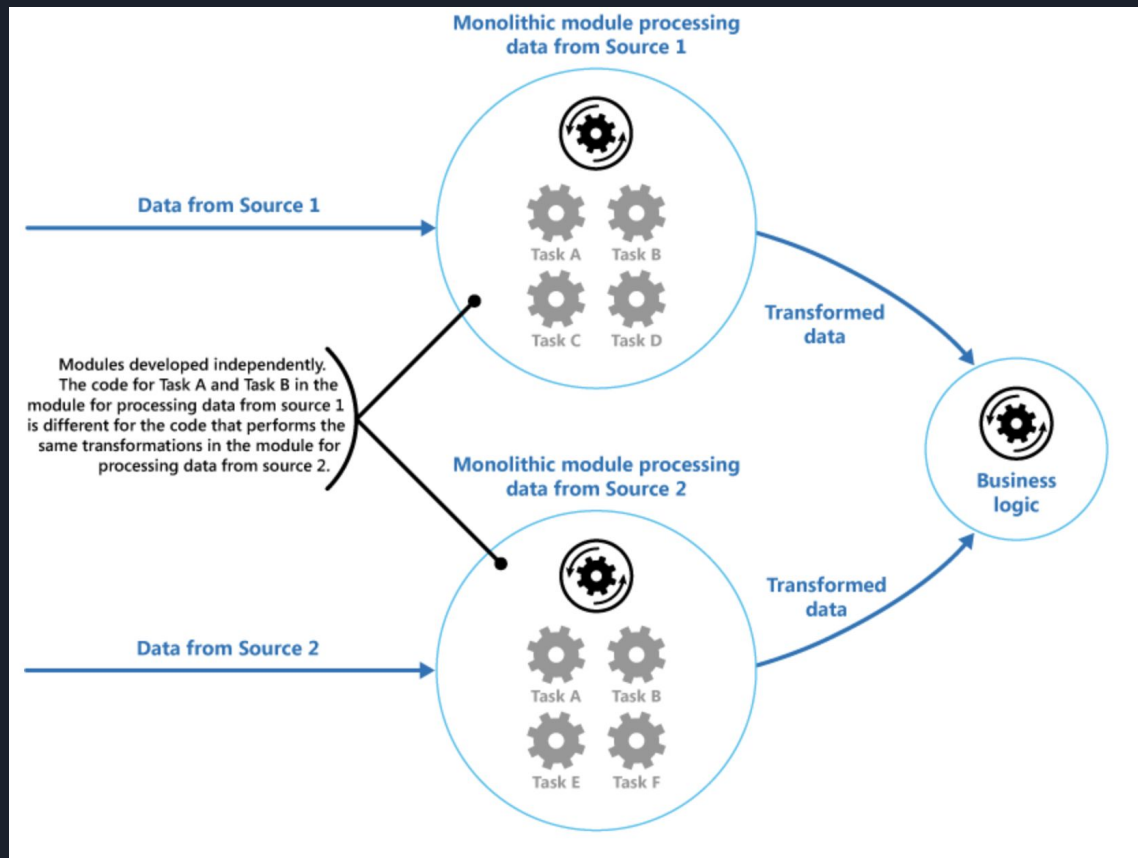 Monolithic module processing
data from Source 1
Data from Source 1
Task A
Task B
Task C
Task D
Transformed
data
Modules developed independently.
The code for Task A and Task B in the
module for processing data from source 1
is different for the code that performs the
same transformations in the module for
processing data from source 2.
Business
logic
Monolithic module processing
data from Source 2
Transformed
data
Data from Source 2
Task A
Task B
Task E
Task F